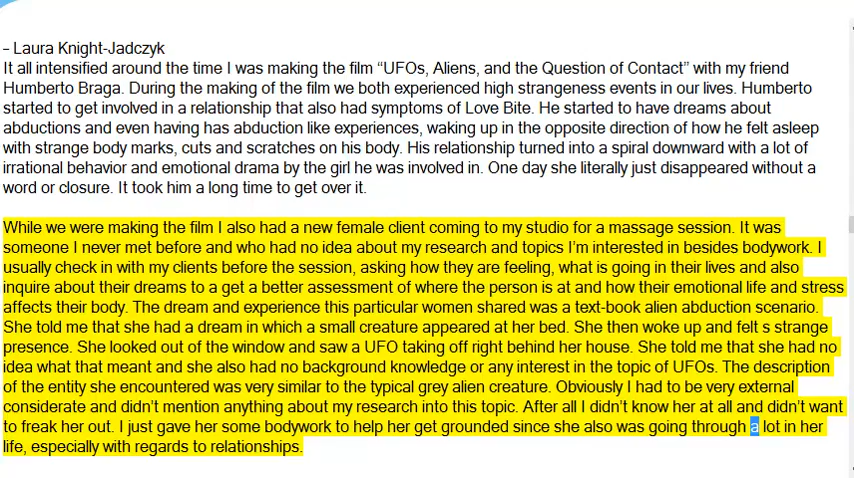 – Laura Knight-Jadczyk
It all intensified around the time I was making the film “UFOs, Aliens, and the Question of Contact” with my friend
Humberto Braga. During the making of the film we both experienced high strangeness events in our lives. Humberto
started to get involved in a relationship that also had symptoms of Love Bite. He started to have dreams about
abductions and even having has abduction like experiences, waking up in the opposite direction of how he felt asleep
with strange body marks, cuts and scratches on his body. His relationship turned into a spiral downward with a lot of
irrational behavior and emotional drama by the girl he was involved in. One day she literally just disappeared without a
word or closure. It took him a long time to get over it.
While we were making the film I also had a new female client coming to my studio for a massage session. It was
someone I never met before and who had no idea about my research and topics I’m interested in besides bodywork. I
usually check in with my clients before the session, asking how they are feeling, what is going in their lives and also
inquire about their dreams to a get a better assessment of where the person is at and how their emotional life and stress
affects their body. The dream and experience this particular women shared was a text-book alien abduction scenario.
She told me that she had a dream in which a small creature appeared at her bed. She then woke up and felt s strange
presence. She looked out of the window and saw a UFO taking off right behind her house. She told me that she had no
idea what that meant and she also had no background knowledge or any interest in the topic of UFOs. The description
of the entity she encountered was very similar to the typical grey alien creature. Obviously I had to be very external
considerate and didn’t mention anything about my research into this topic. After all I didn’t know her at all and didn’t want
to freak her out. I just gave her some bodywork to help her get grounded since she also was going through a lot in her
life, especially with regards to relationships.